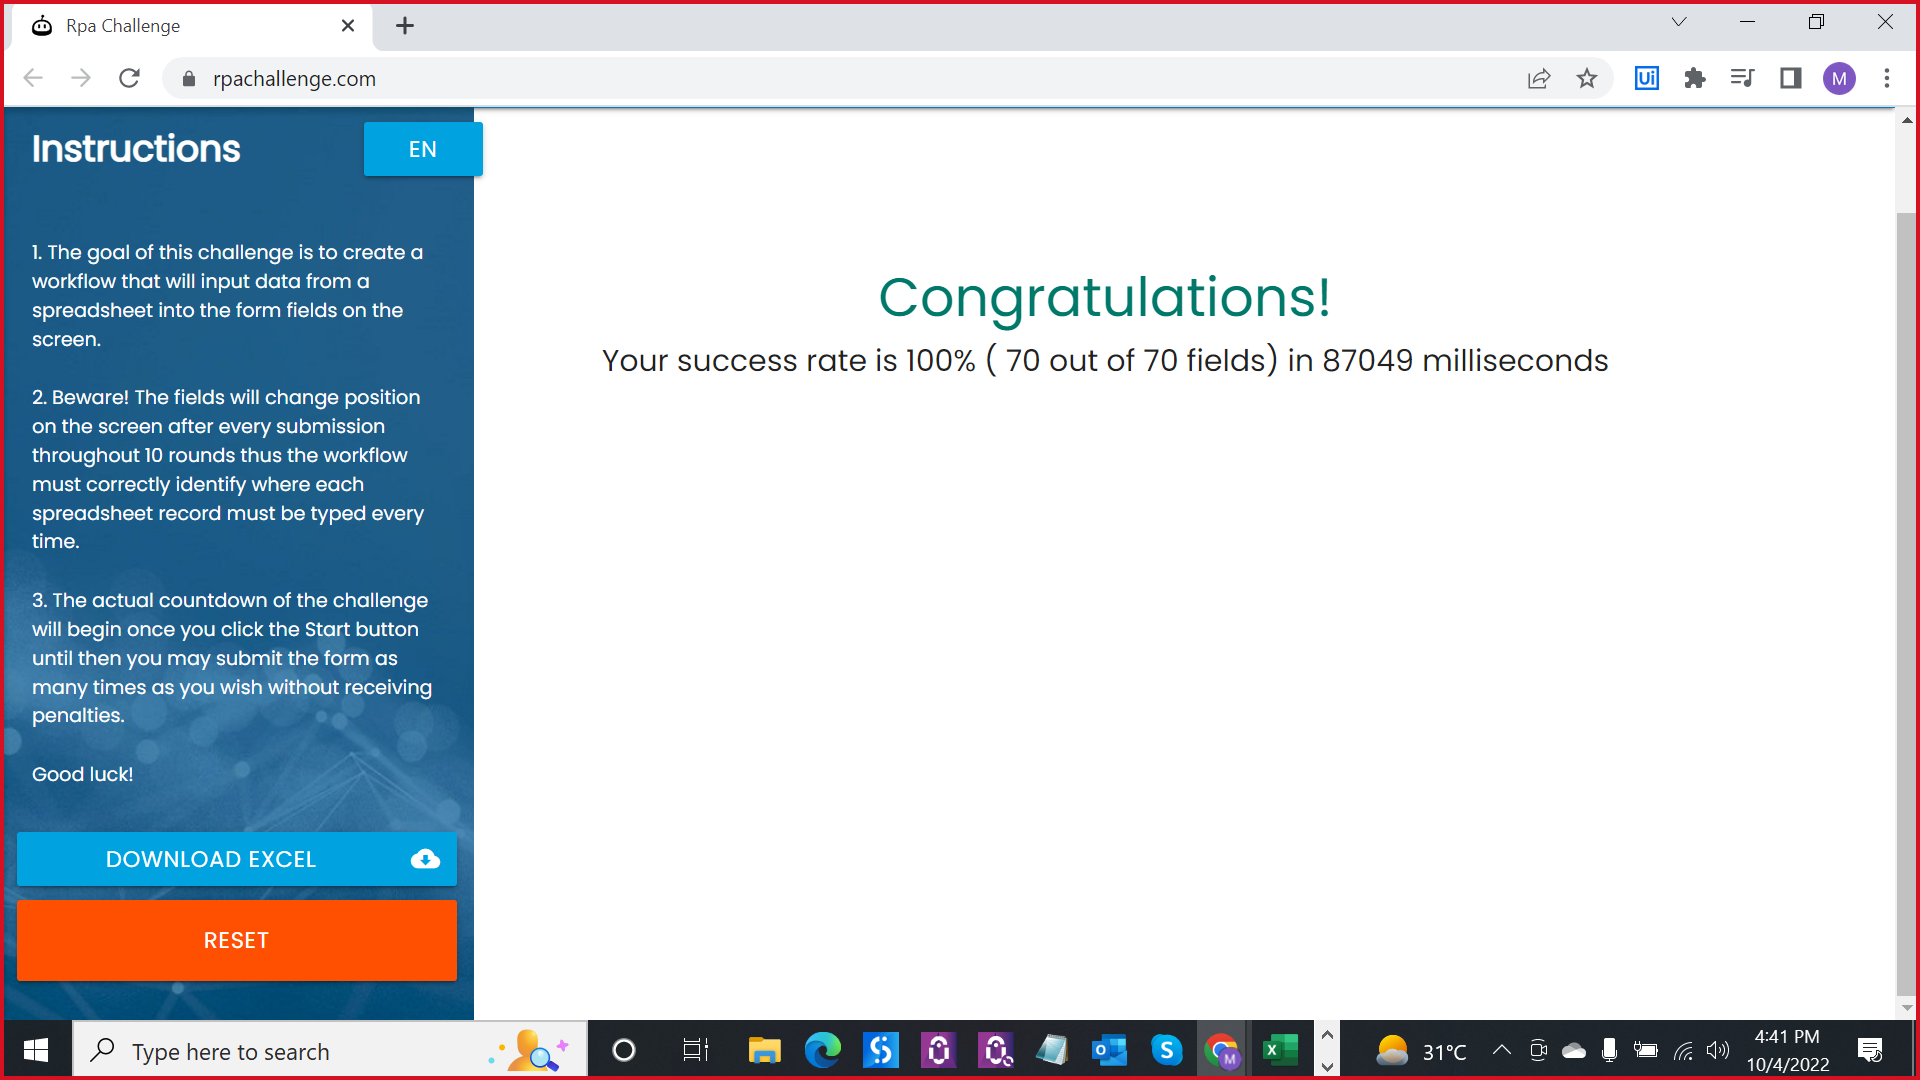 Rpa Challenge
rpachallenge.com
Ui
M
Instructions
EN
1. The goal of this challenge is to create a
workflow that will input data from a
spreadsheet into the form fields on the
screen.
2. Beware! The fields will change position
on the screen after every submission
throughout 10 rounds thus the workflow
must correctly identify where each
spreadsheet record must be typed every
time.
3. The actual countdown of the challenge
will begin once you click the Start button
until then you may submit the form as
many times as you wish without receiving
penalties.
Good luck!
DOWNLOAD EXCEL
RESET
Congratulations!
Your success rate is 100% ( 70 out of 70 fields) in 87049 milliseconds
Type here to search
M
31°C
4:41 PM
10/4/2022